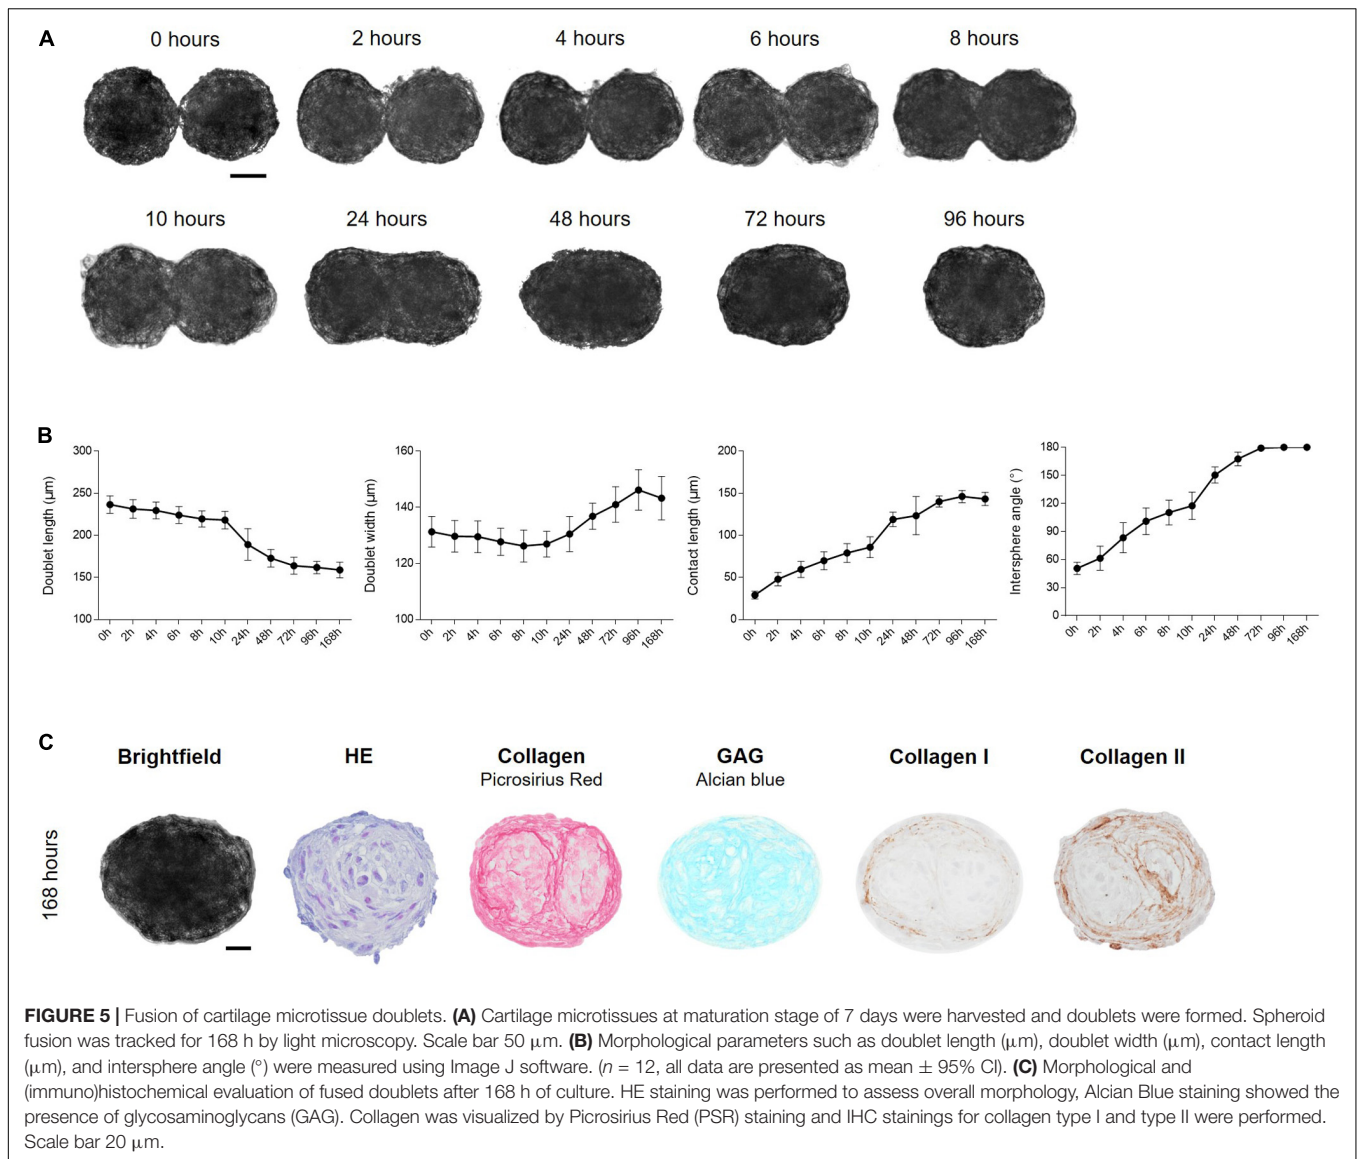 A
0 hours
2 hours
4 hours
6 hours
8 hours
10 hours
24 hours
48 hours
72 hours
96 hours
B
Doublet length (μm)
300
250
200
150
100
0h
2h
4h
6h
8h
10h
24h
48h
72h
96h
168h
Doublet width (μm)
160
140
120
100
0h
2h
4h
6h
8h
10h
24h
48h
72h
96h
168h
Contact length (μm)
200
150
100
50
0
0h
2h
4h
6h
8h
10h
24h
48h
72h
96h
168h
Intersphere angle (°)
180
150
120
90
60
30
0
0h
2h
4h
6h
8h
10h
24h
48h
72h
96h
168h
C
Brightfield
HE
Collagen
Picrosirius Red
GAG
Alcian blue
Collagen I
Collagen II
168 hours
FIGURE 5 | Fusion of cartilage microtissue doublets. (A) Cartilage microtissues at maturation stage of 7 days were harvested and doublets were formed. Spheroid
fusion was tracked for 168 h by light microscopy. Scale bar 50 μm. (B) Morphological parameters such as doublet length (μm), doublet width (μm), contact length
(μm), and intersphere angle (°) were measured using Image J software. (n = 12, all data are presented as mean ± 95% CI). (C) Morphological and
(immuno)histochemical evaluation of fused doublets after 168 h of culture. HE staining was performed to assess overall morphology, Alcian Blue staining showed the
presence of glycosaminoglycans (GAG). Collagen was visualized by Picrosirius Red (PSR) staining and IHC stainings for collagen type I and type II were performed.
Scale bar 20 μm.